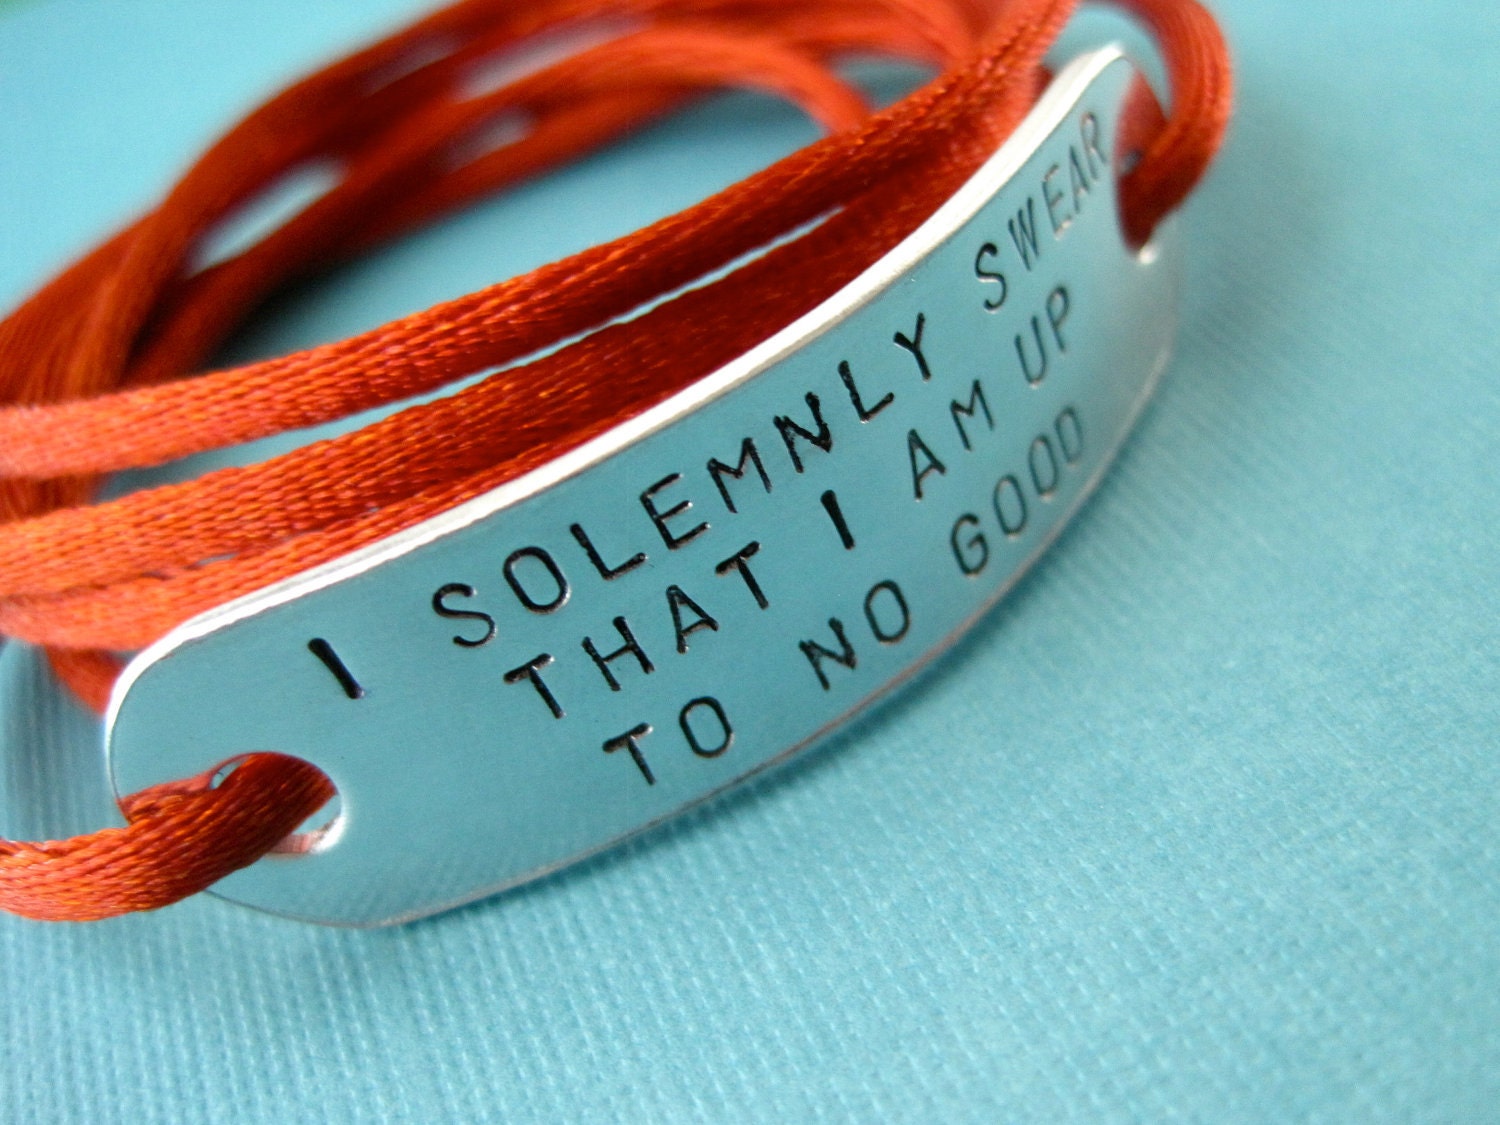 I SOLEMNLY SWEAR
THAT I AM UP
TO NO GOOD